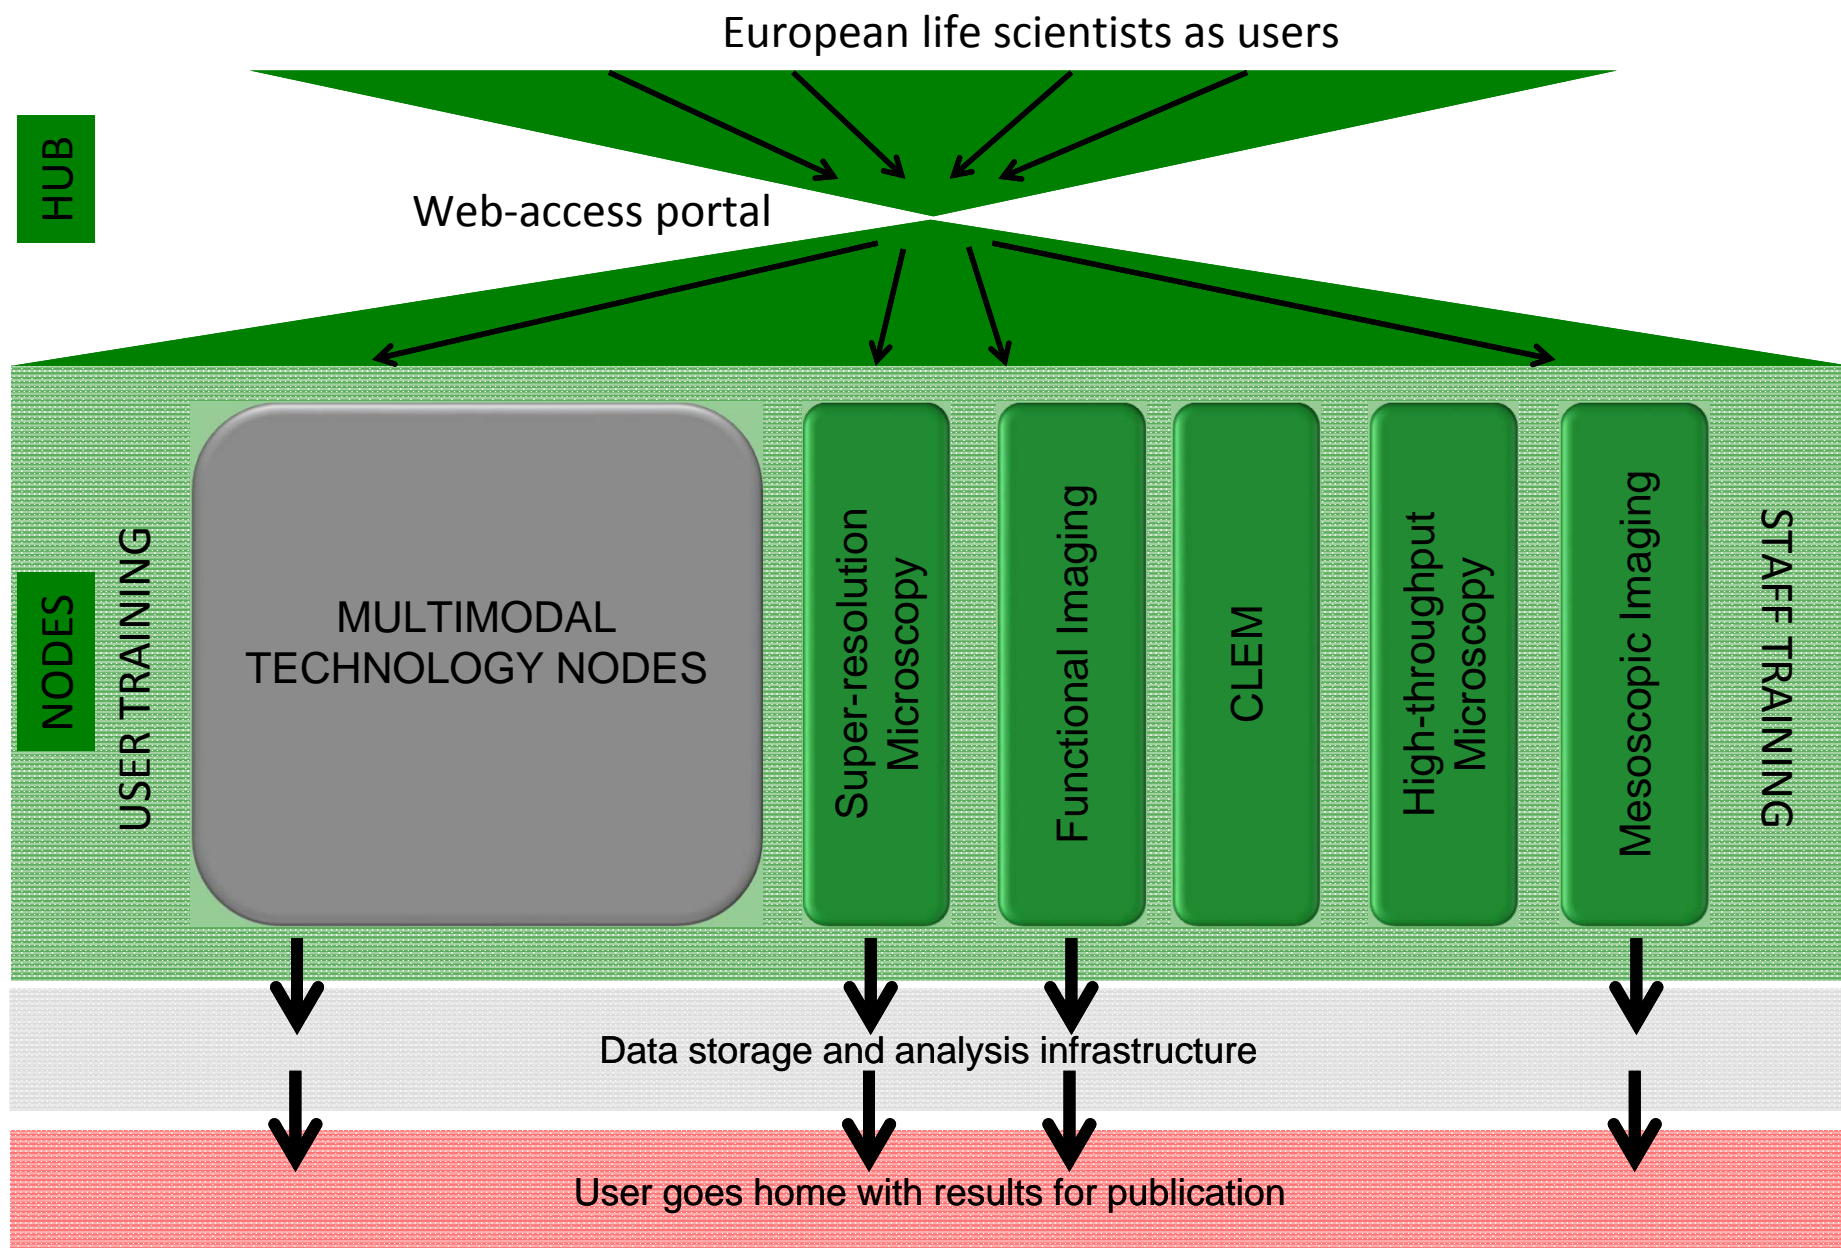 European life scientists as users
HUB
Web-access portal
NODES
USER TRAINING
MULTIMODAL
TECHNOLOGY NODES
Super-resolution
Microscopy
Functional Imaging
CLEM
High-throughput
Microscopy
Mesoscopic Imaging
STAFF TRAINING
Data storage and analysis infrastructure
User goes home with results for publication